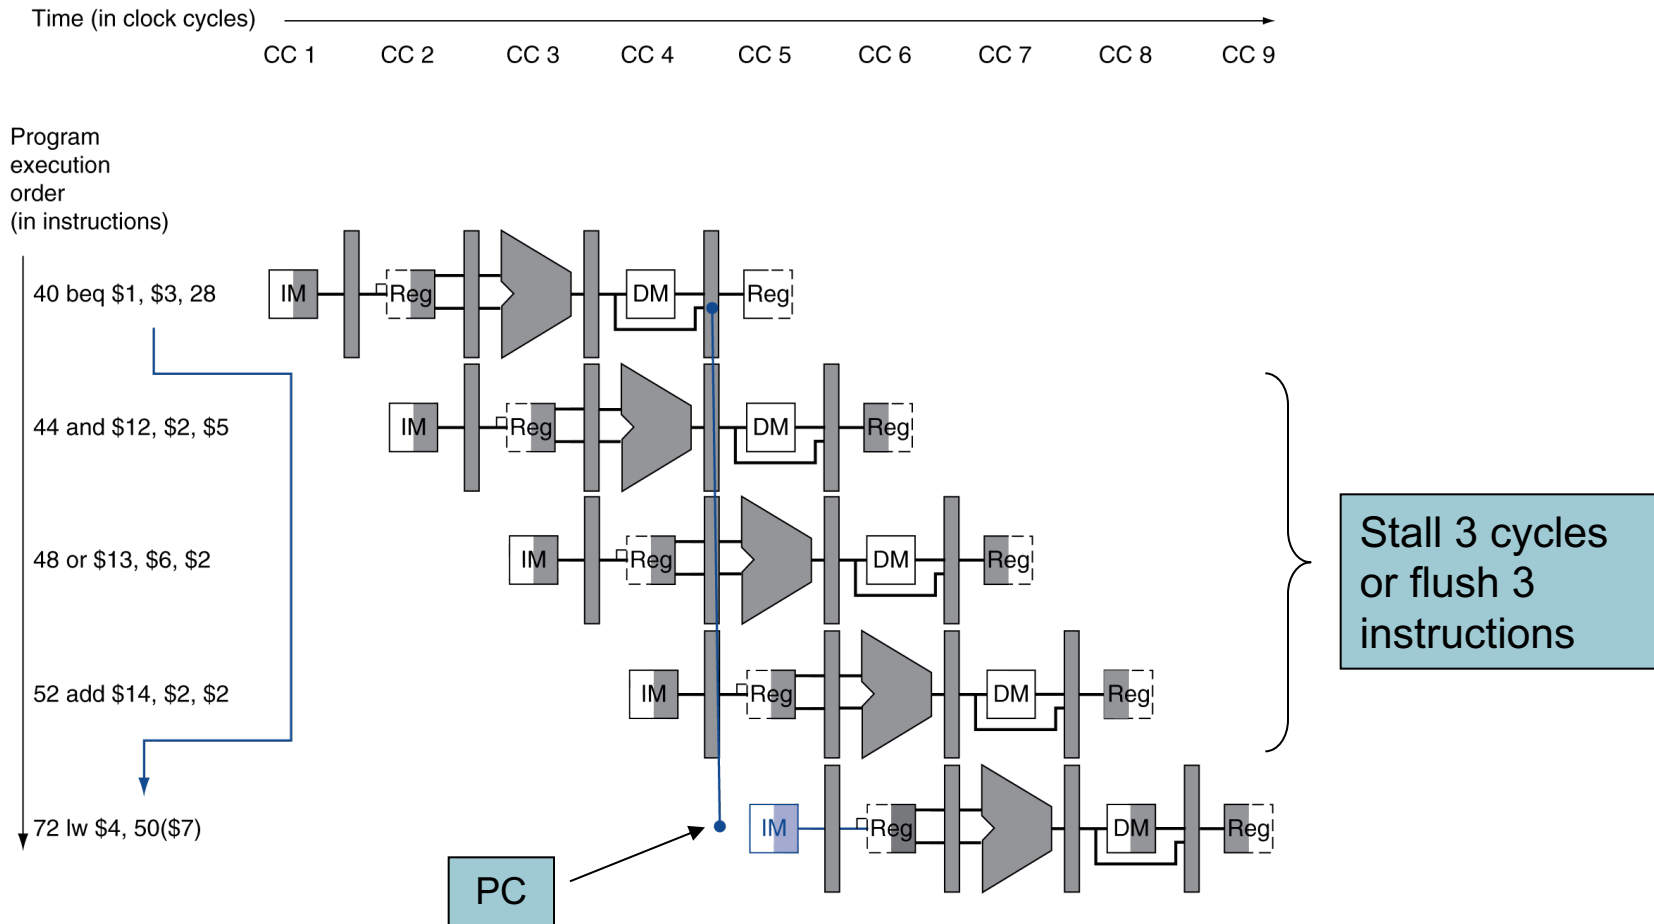 Time (in clock cycles)
CC 1 CC 2 CC 3 CC 4 CC 5 CC 6 CC 7 CC 8 CC 9
Program
execution
order
(in instructions)
40 beq $1, $3, 28
IM Reg DM Reg
44 and $12, $2, $5
IM Reg DM Reg
48 or $13, $6, $2
IM Reg DM Reg
52 add $14, $2, $2
IM Reg DM Reg
72 lw $4, 50($7)
IM Reg DM Reg
Stall 3 cycles
or flush 3
instructions
PC